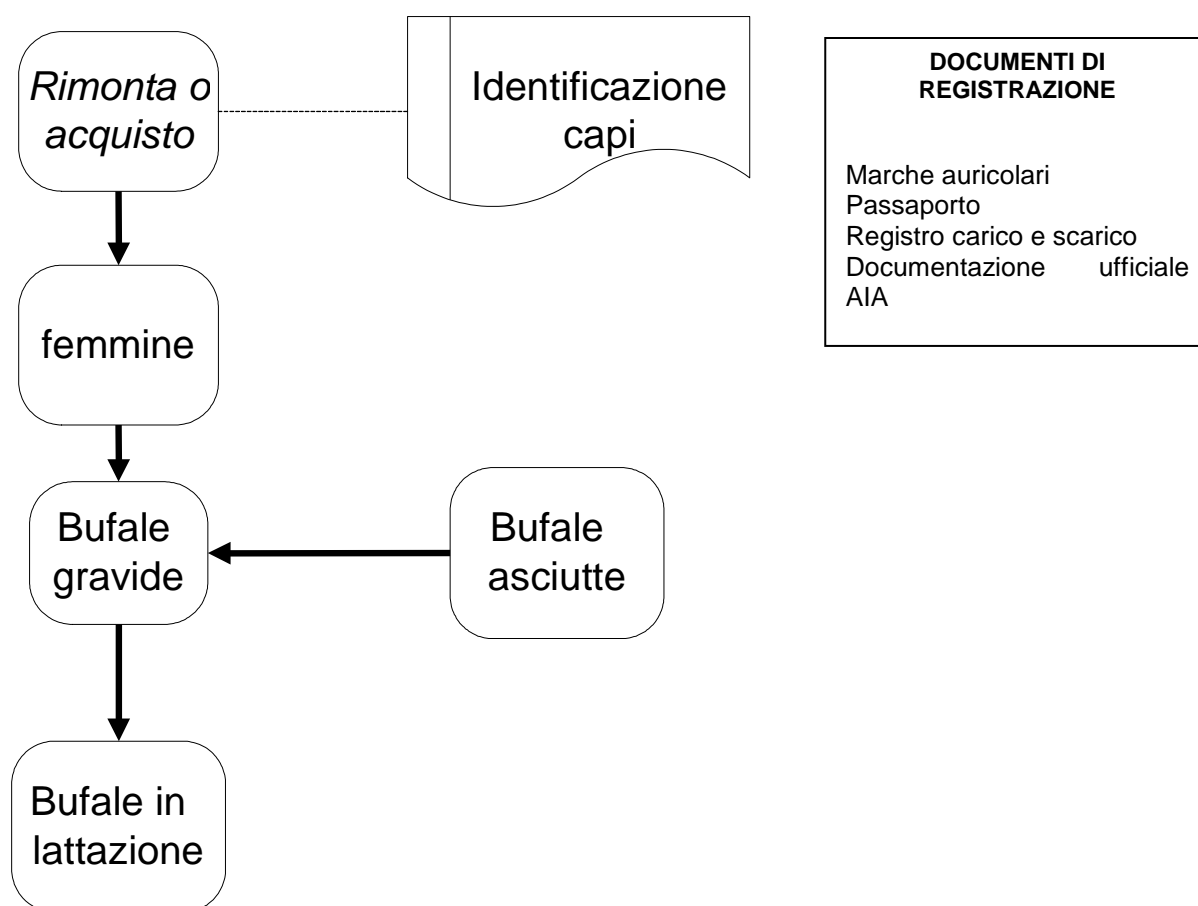 Rimonta o
acquisto
Identificazione
capi
DOCUMENTI DI
REGISTRAZIONE
Marche auricolari
Passaporto
Registro carico e scarico
Documentazione ufficiale
AIA
femmine
Bufale
gravide
Bufale
asciutte
Bufale in
lattazione